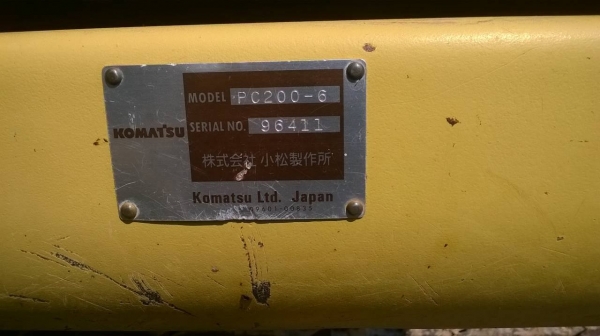 KOMATSU
MODEL PC200-6
SERIAL NO. 96411
株式会社 小松製作所
Komatsu Ltd. Japan